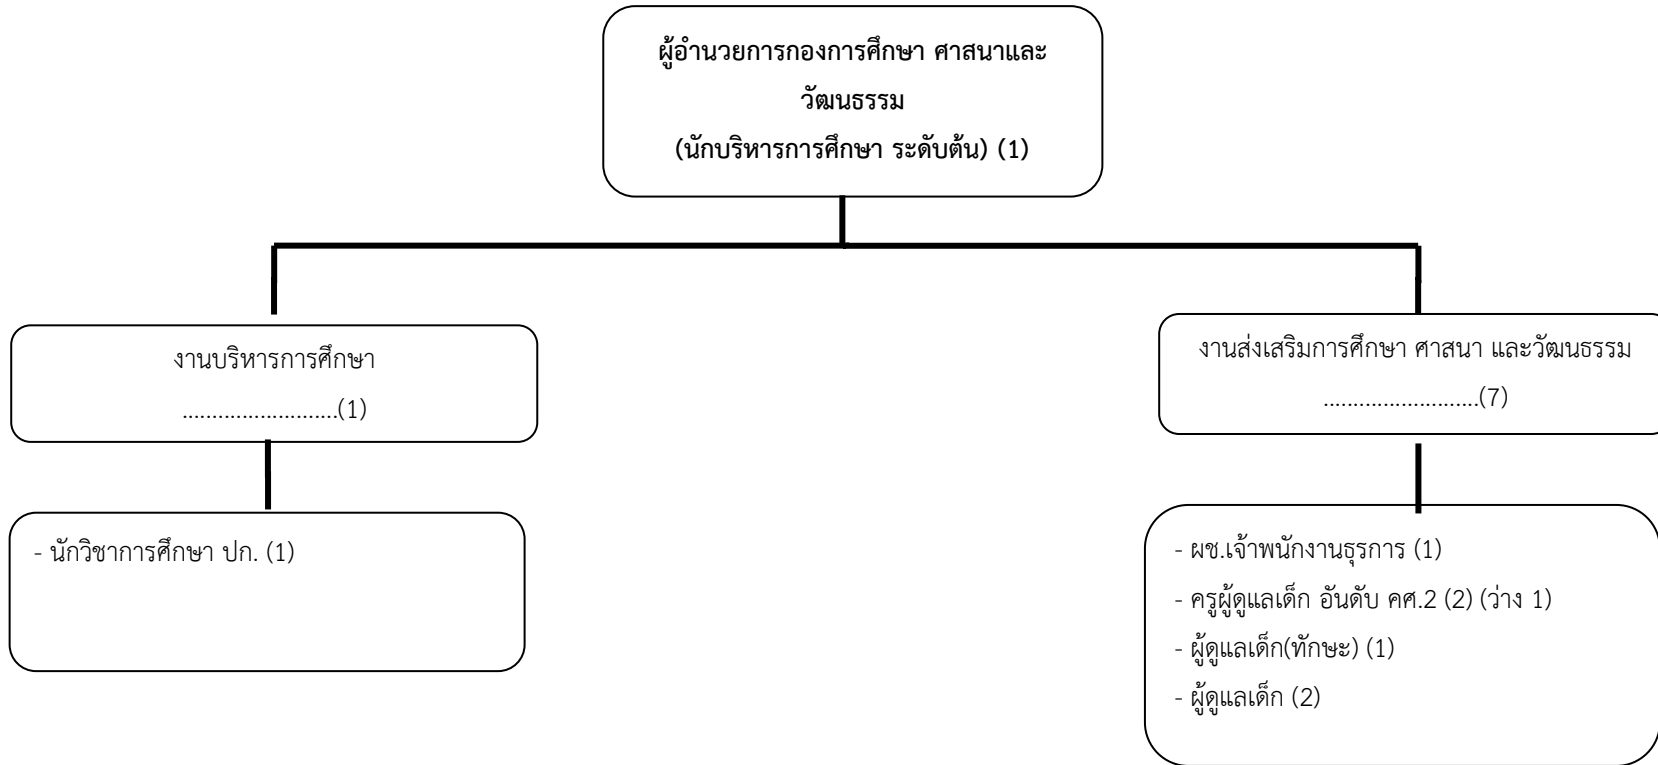 ผู้อำนวยการกองการศึกษา ศาสนาและ
วัฒนธรรม
(นักบริหารการศึกษา ระดับต้น) (1)
งานบริหารการศึกษา
..........................(1)
งานส่งเสริมการศึกษา ศาสนา และวัฒนธรรม
..........................(7)
- นักวิชาการศึกษา ปก. (1)
- ผช.เจ้าพนักงานธุรการ (1)
- ครูผู้ดูแลเด็ก อันดับ คศ.2 (2) (ว่าง 1)
- ผู้ดูแลเด็ก(ทักษะ) (1)
- ผู้ดูแลเด็ก (2)